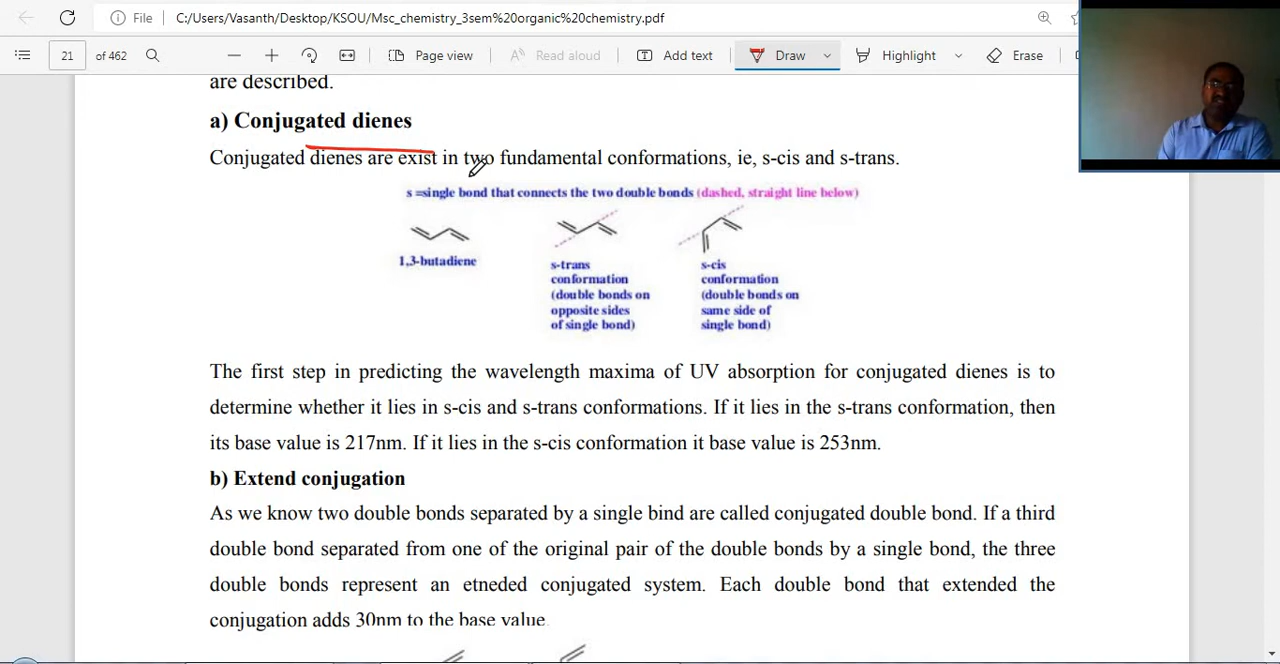 File C:/Users/Vasanth/Desktop/KSOU/Msc_chemistry_3sem%20organic%20chemistry.pdf
21 of 462 Page view Read aloud Add text Draw Highlight Erase
are described.
a) Conjugated dienes
Conjugated dienes are exist in two fundamental conformations, ie, s-cis and s-trans.
s =single bond that connects the two double bonds (dashed, straight line below)
1,3-butadiene
s-trans
conformation
(double bonds on
opposite sides
of single bond)
s-cis
conformation
(double bonds on
same side of
single bond)
The first step in predicting the wavelength maxima of UV absorption for conjugated dienes is to
determine whether it lies in s-cis and s-trans conformations. If it lies in the s-trans conformation, then
its base value is 217nm. If it lies in the s-cis conformation it base value is 253nm.
b) Extend conjugation
As we know two double bonds separated by a single bind are called conjugated double bond. If a third
double bond separated from one of the original pair of the double bonds by a single bond, the three
double bonds represent an etneded conjugated system. Each double bond that extended the
conjugation adds 30nm to the base value